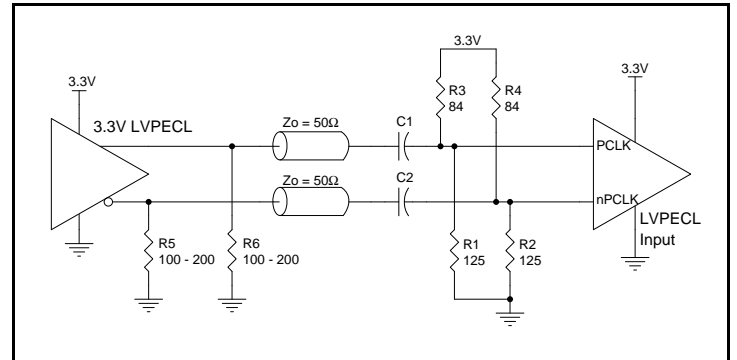 3.3V
3.3V LVPECL
Zo = 50Ω
C1
3.3V
R3
84
R4
84
3.3V
PCLK
Zo = 50Ω
C2
nPCLK
LVPECL
Input
R5
100 - 200
R6
100 - 200
R1
125
R2
125